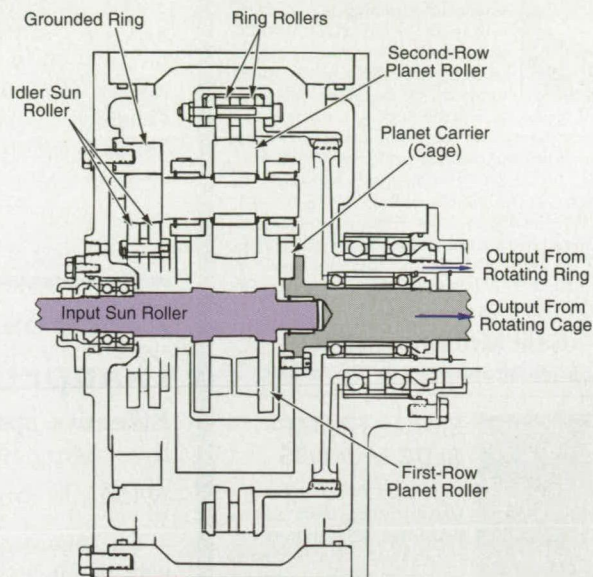 Grounded Ring
Ring Rollers
Second-Row
Planet Roller
Idler Sun
Roller
Planet Carrier
(Cage)
Output From
Rotating Ring
Input Sun Roller
Output From
Rotating Cage
First-Row
Planet Roller